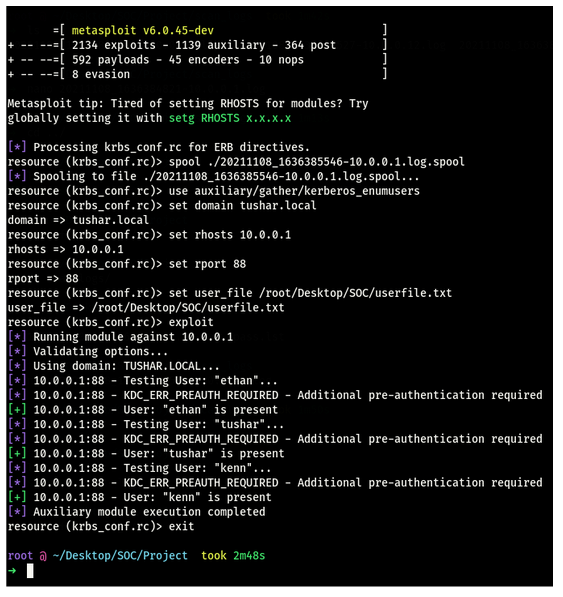 =[ metasploit v6.0.45-dev ]
+ -- --=[ 2134 exploits - 1139 auxiliary - 364 post ]
+ -- --=[ 592 payloads - 45 encoders - 10 nops ]
+ -- --=[ 8 evasion ]
Metasploit tip: Tired of setting RHOSTS for modules? Try
globally setting it with setg RHOSTS x.x.x.x
[*] Processing krbs_conf.rc for ERB directives.
resource (krbs_conf.rc)> spool ./20211108_1636385546-10.0.0.1.log.spool
[*] Spooling to file ./20211108_1636385546-10.0.0.1.log.spool...
resource (krbs_conf.rc)> use auxiliary/gather/kerberos_enumusers
resource (krbs_conf.rc)> set domain tushar.local
domain => tushar.local
resource (krbs_conf.rc)> set rhosts 10.0.0.1
rhosts => 10.0.0.1
resource (krbs_conf.rc)> set rport 88
rport => 88
resource (krbs_conf.rc)> set user_file /root/Desktop/SOC/userfile.txt
user_file => /root/Desktop/SOC/userfile.txt
resource (krbs_conf.rc)> exploit
[*] Running module against 10.0.0.1
[*] Validating options...
[*] Using domain: TUSHAR.LOCAL...
[*] 10.0.0.1:88 - Testing User: "ethan"...
[*] 10.0.0.1:88 - KDC_ERR_PREAUTH_REQUIRED - Additional pre-authentication required
[+] 10.0.0.1:88 - User: "ethan" is present
[*] 10.0.0.1:88 - Testing User: "tushar"...
[*] 10.0.0.1:88 - KDC_ERR_PREAUTH_REQUIRED - Additional pre-authentication required
[+] 10.0.0.1:88 - User: "tushar" is present
[*] 10.0.0.1:88 - Testing User: "kenn"...
[*] 10.0.0.1:88 - KDC_ERR_PREAUTH_REQUIRED - Additional pre-authentication required
[+] 10.0.0.1:88 - User: "kenn" is present
[*] Auxiliary module execution completed
resource (krbs_conf.rc)> exit
root @ ~/Desktop/SOC/Project took 2m48s
➜